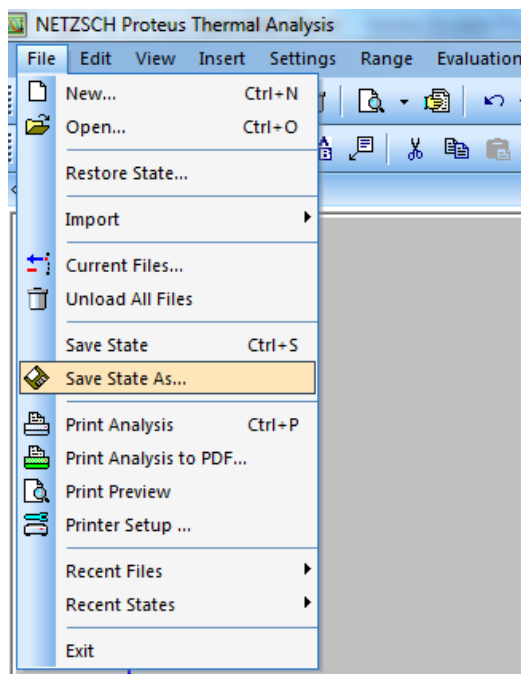 NETZSCH Proteus Thermal Analysis
File Edit View Insert Settings Range Evaluation
New... Ctrl+N
Open... Ctrl+O
Restore State...
Import
Current Files...
Unload All Files
Save State Ctrl+S
Save State As...
Print Analysis Ctrl+P
Print Analysis to PDF...
Print Preview
Printer Setup ...
Recent Files
Recent States
Exit